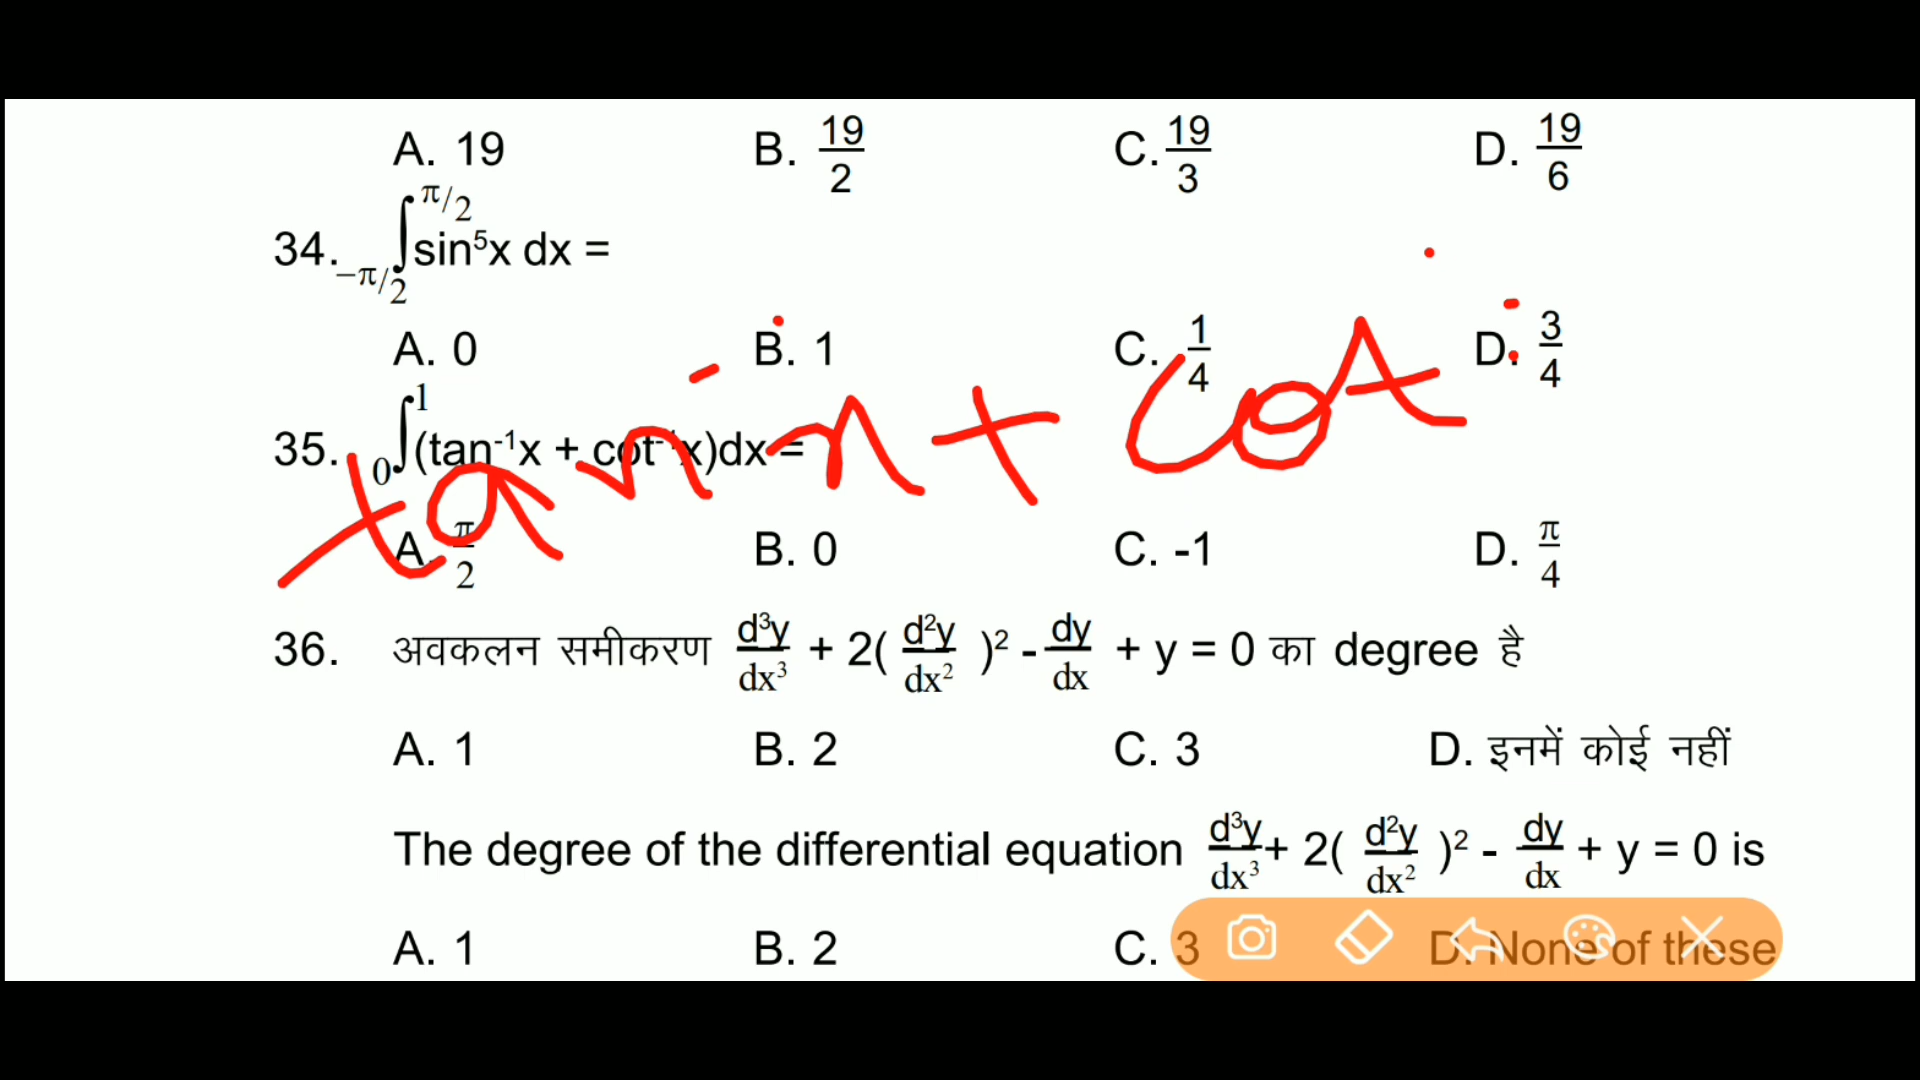 A. 19 B. 19/2 C. 19/3 D. 19/6
34. ∫_{-π/2}^{π/2} sin⁵x dx =
A. 0 B. 1 C. 1/4 D. 3/4
35. ∫_0^1 (tan⁻¹x + cot⁻¹x)dx =
tan⁻ x + cot⁻
A. π/2 B. 0 C. -1 D. π/4
36. अवकलन समीकरण d³y/dx³ + 2( d²y/dx² )² - dy/dx + y = 0 का degree है
A. 1 B. 2 C. 3 D. इनमें कोई नहीं
The degree of the differential equation d³y/dx³ + 2( d²y/dx² )² - dy/dx + y = 0 is
A. 1 B. 2 C. 3 D. None of these